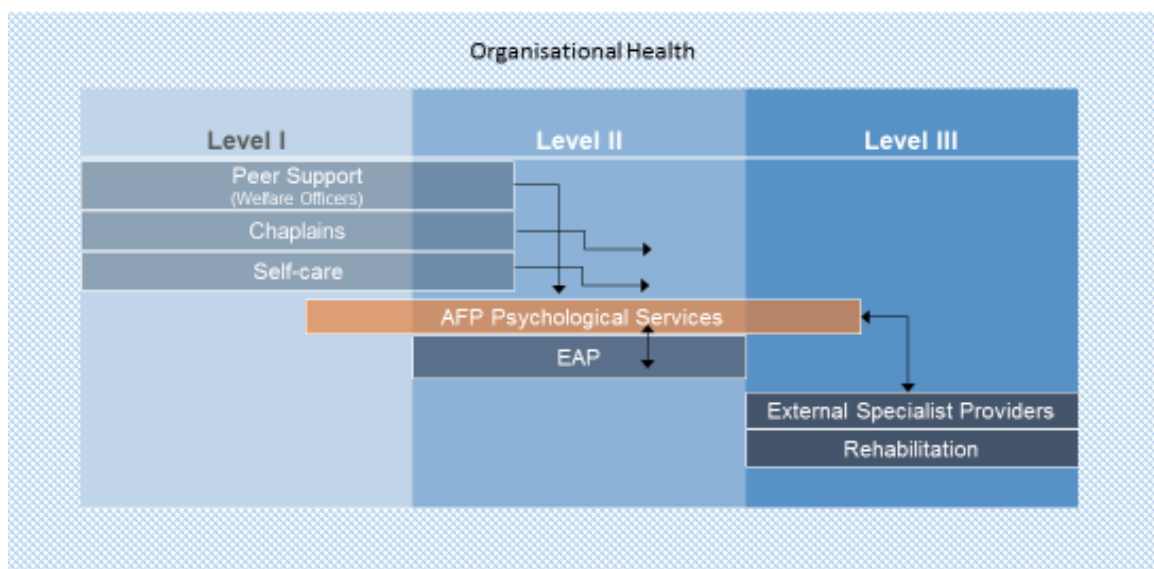 Organisational Health
Level I
Level II
Level III
Peer Support
(Welfare Officers)
Chaplains
Self-care
AFP Psychological Services
EAP
External Specialist Providers
Rehabilitation